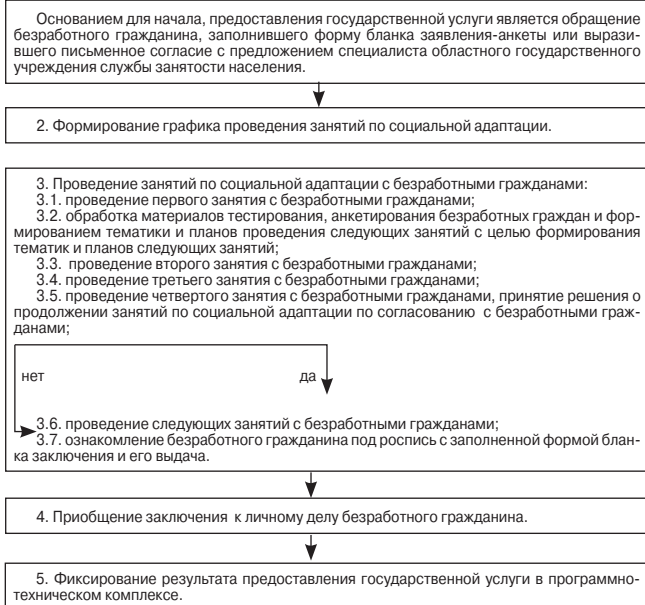 Основанием для начала, предоставления государственной услуги является обращение
безработного гражданина, заполнившего форму бланка заявления-анкеты или вырази-
вшего письменное согласие с предложением специалиста областного государственного
учреждения службы занятости населения.
2. Формирование графика проведения занятий по социальной адаптации.
3. Проведение занятий по социальной адаптации с безработными гражданами:
3.1. проведение первого занятия с безработными гражданами;
3.2. обработка материалов тестирования, анкетирования безработных граждан и фор-
мированием тематики и планов проведения следующих занятий с целью формирования
тематик и планов следующих занятий;
3.3. проведение второго занятия с безработными гражданами;
3.4. проведение третьего занятия с безработными гражданами;
3.5. проведение четвертого занятия с безработными гражданами, принятие решения о
продолжении занятий по социальной адаптации по согласованию с безработными граж-
данами;
нет да
3.6. проведение следующих занятий с безработными гражданами;
3.7. ознакомление безработного гражданина под роспись с заполненной формой блан-
ка заключения и его выдача.
4. Приобщение заключения к личному делу безработного гражданина.
5. Фиксирование результата предоставления государственной услуги в программно-
техническом комплексе.